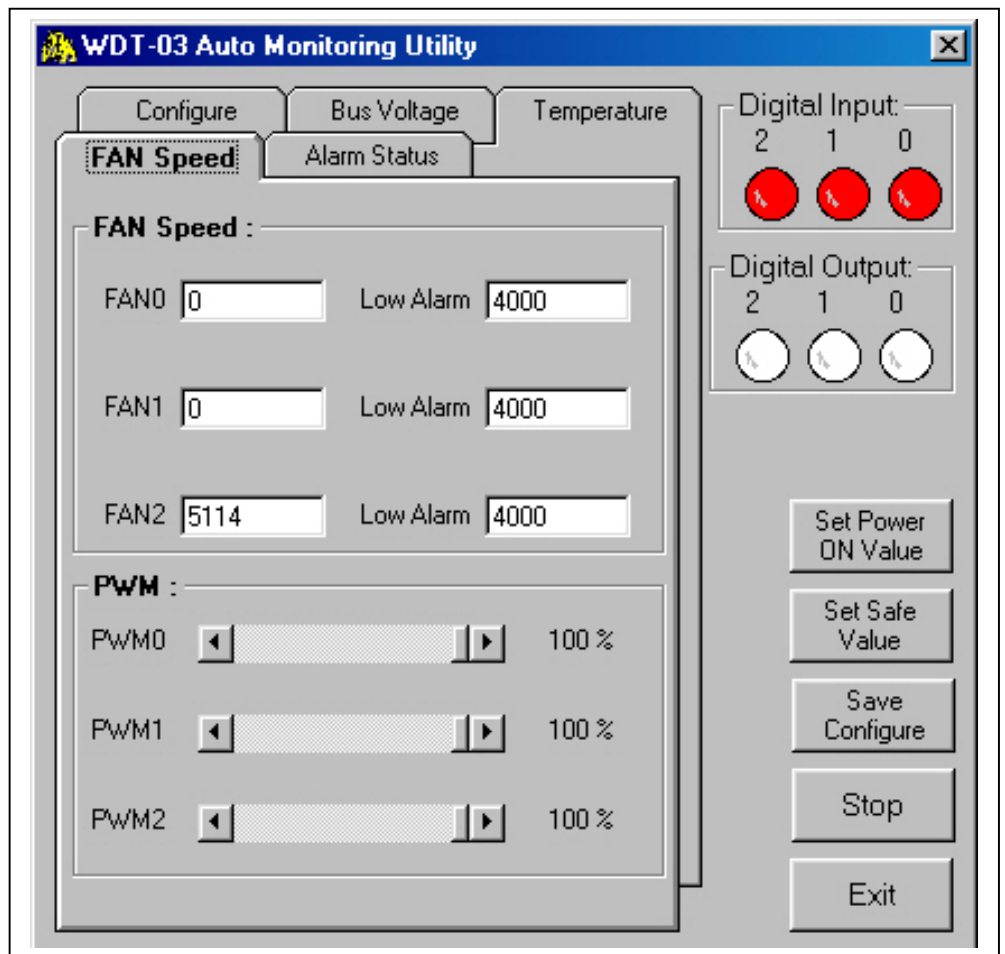 WDT-03 Auto Monitoring Utility
Configure
Bus Voltage
Temperature
FAN Speed
Alarm Status
FAN Speed :
FAN0 0 Low Alarm 4000
FAN1 0 Low Alarm 4000
FAN2 5114 Low Alarm 4000
PWM :
PWM0 100 %
PWM1 100 %
PWM2 100 %
Digital Input:
2 1 0
Digital Output:
2 1 0
Set Power
ON Value
Set Safe
Value
Save
Configure
Stop
Exit